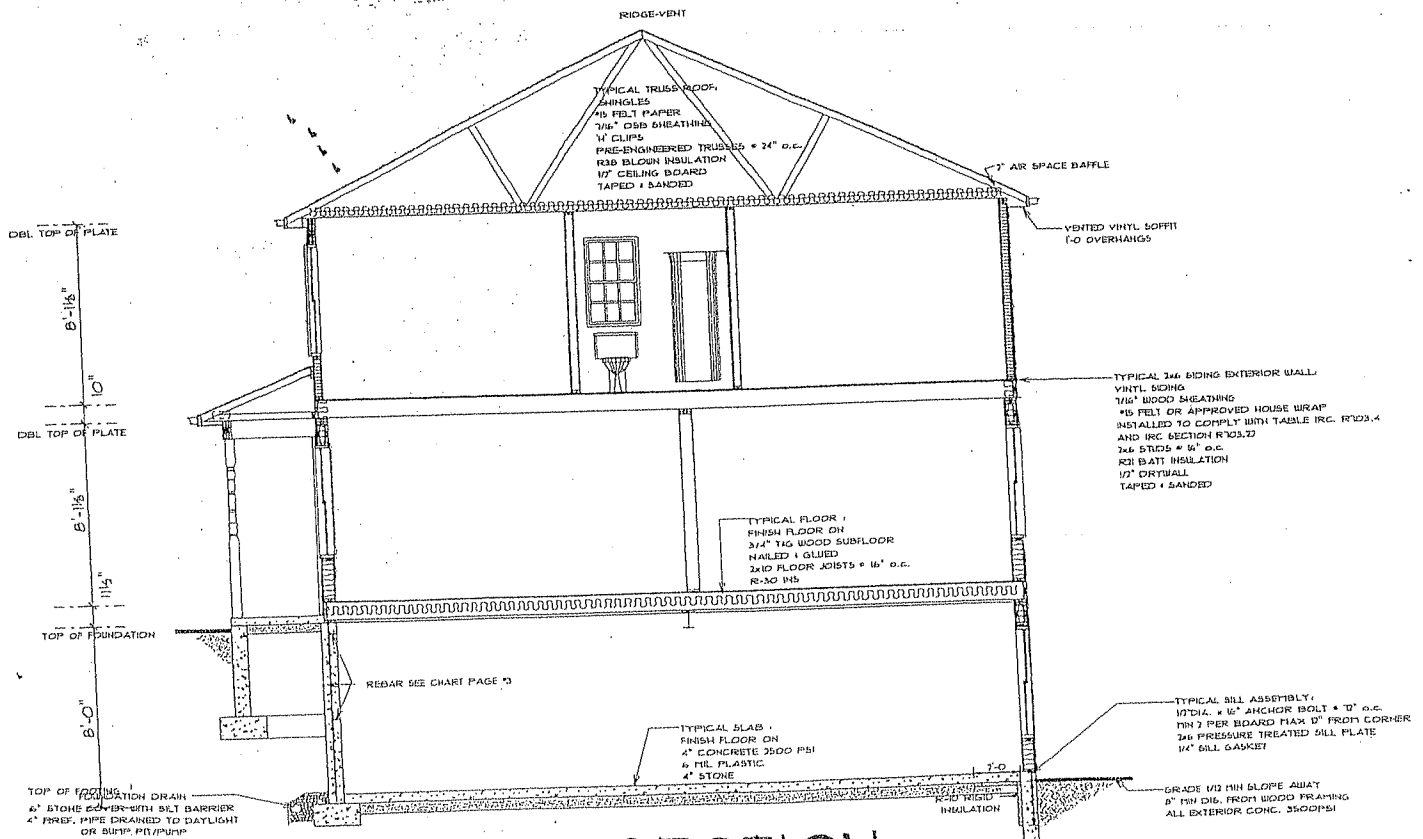 RIDGE-VENT
TYPICAL TRUSS ROOF:
SHINGLES
#15 FELT PAPER
7/16" OSB SHEATHING
'H' CLIPS
PRE-ENGINEERED TRUSSES @ 24" o.c.
R38 BLOWN INSULATION
1/2" CEILING BOARD
TAPED & SANDED
2" AIR SPACE BAFFLE
VENTED VINYL SOFFIT
1'-0 OVERHANGS
DBL TOP OF PLATE
8'-1 1/8"
10"
DBL TOP OF PLATE
8'-1 1/8"
TYPICAL 2x6 SIDING EXTERIOR WALL:
VINYL SIDING
7/16" WOOD SHEATHING
#15 FELT OR APPROVED HOUSE WRAP
INSTALLED TO COMPLY WITH TABLE IRC. R703.4
AND IRC SECTION
2x6 STUDS @ 16" o.c.
R21 BATT INSULATION
1/2" DRYWALL
TAPED & SANDED
TYPICAL FLOOR :
FINISH FLOOR ON
3/4" T&G WOOD SUBFLOOR
NAILED & GLUED
2x10 FLOOR JOISTS @ 16" o.c.
R-30 INS
TOP OF FOUNDATION
8'-0"
REBAR SEE CHART PAGE #3
TYPICAL SLAB :
FINISH FLOOR ON
4" CONCRETE 2500 PSI
6 MIL PLASTIC
4" STONE
2'-0
R-10 RIGID
INSULATION
TYPICAL SILL ASSEMBLY:
1/2" DIA. x 16" ANCHOR BOLT @ 72" o.c.
MIN 2 PER BOARD MAX 12" FROM CORNER
2x6 PRESSURE TREATED SILL PLATE
1/4" SILL GASKET
GRADE 1/12 MIN SLOPE AWAY
8" MIN DIS. FROM WOOD FRAMING
ALL EXTERIOR CONC. 3500PSI
TOP OF FOOTING
FOUNDATION DRAIN
6" STONE COVER WITH SILT BARRIER
4" PREF. PIPE DRAINED TO DAYLIGHT
OR SUMP PIT/PUMP